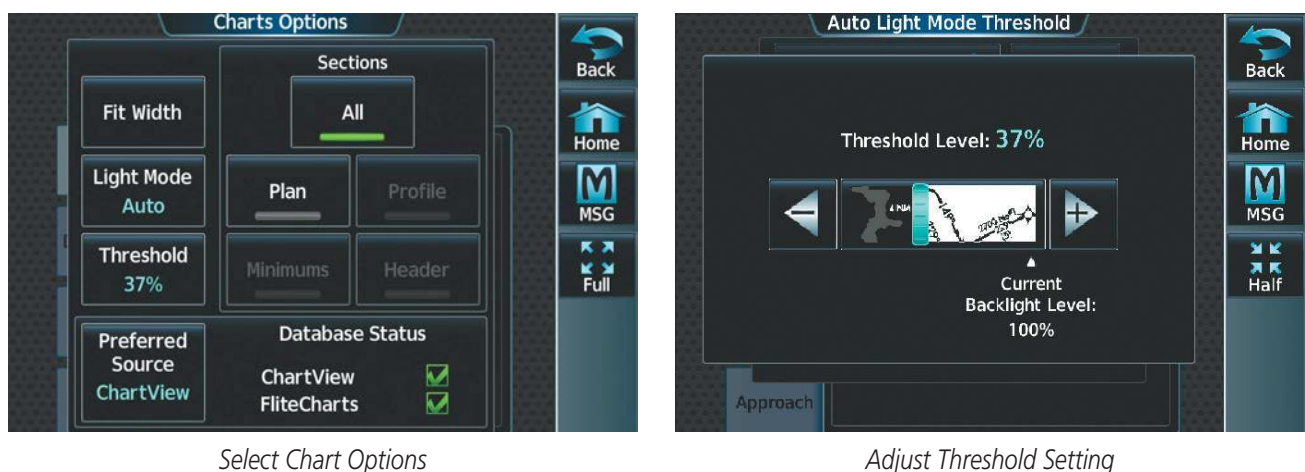 Charts Options
Sections
Fit Width
All
Light Mode
Auto
Plan
Profile
Threshold
37%
Minimums
Header
Preferred
Source
ChartView
Database Status
ChartView
FliteCharts
Back
Home
MSG
Full
Select Chart Options
Auto Light Mode Threshold
Threshold Level: 37%
Current
Backlight Level:
100%
Approach
Back
Home
MSG
Half
Adjust Threshold Setting